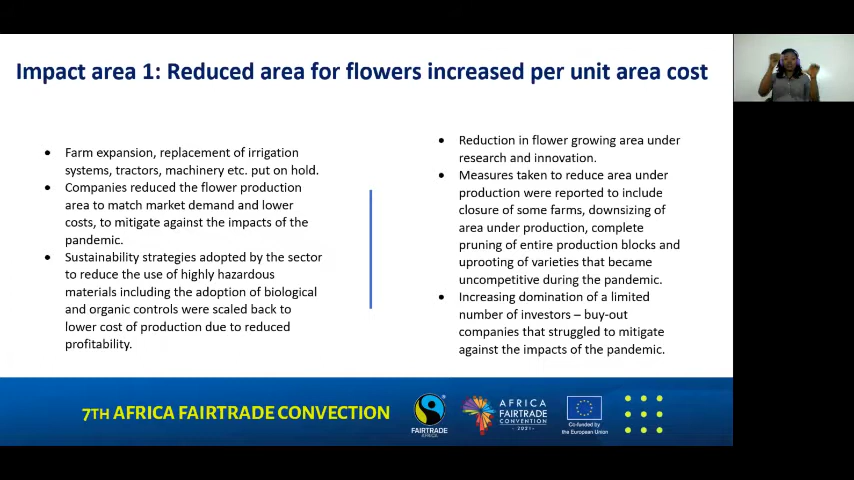 Impact area 1: Reduced area for flowers increased per unit area cost
• Farm expansion, replacement of irrigation
systems, tractors, machinery etc. put on hold.
• Companies reduced the flower production
area to match market demand and lower
costs, to mitigate against the impacts of the
pandemic.
• Sustainability strategies adopted by the sector
to reduce the use of highly hazardous
materials including the adoption of biological
and organic controls were scaled back to
lower cost of production due to reduced
profitability.
• Reduction in flower growing area under
research and innovation.
• Measures taken to reduce area under
production were reported to include
closure of some farms, downsizing of
area under production, complete
pruning of entire production blocks and
uprooting of varieties that became
uncompetitive during the pandemic.
• Increasing domination of a limited
number of investors – buy-out
companies that struggled to mitigate
against the impacts of the pandemic.
7TH AFRICA FAIRTRADE CONVECTION
FAIRTRADE
AFRICA
AFRICA
FAIRTRADE
CONVENTION
- 2021 -
Co-funded by
the European Union